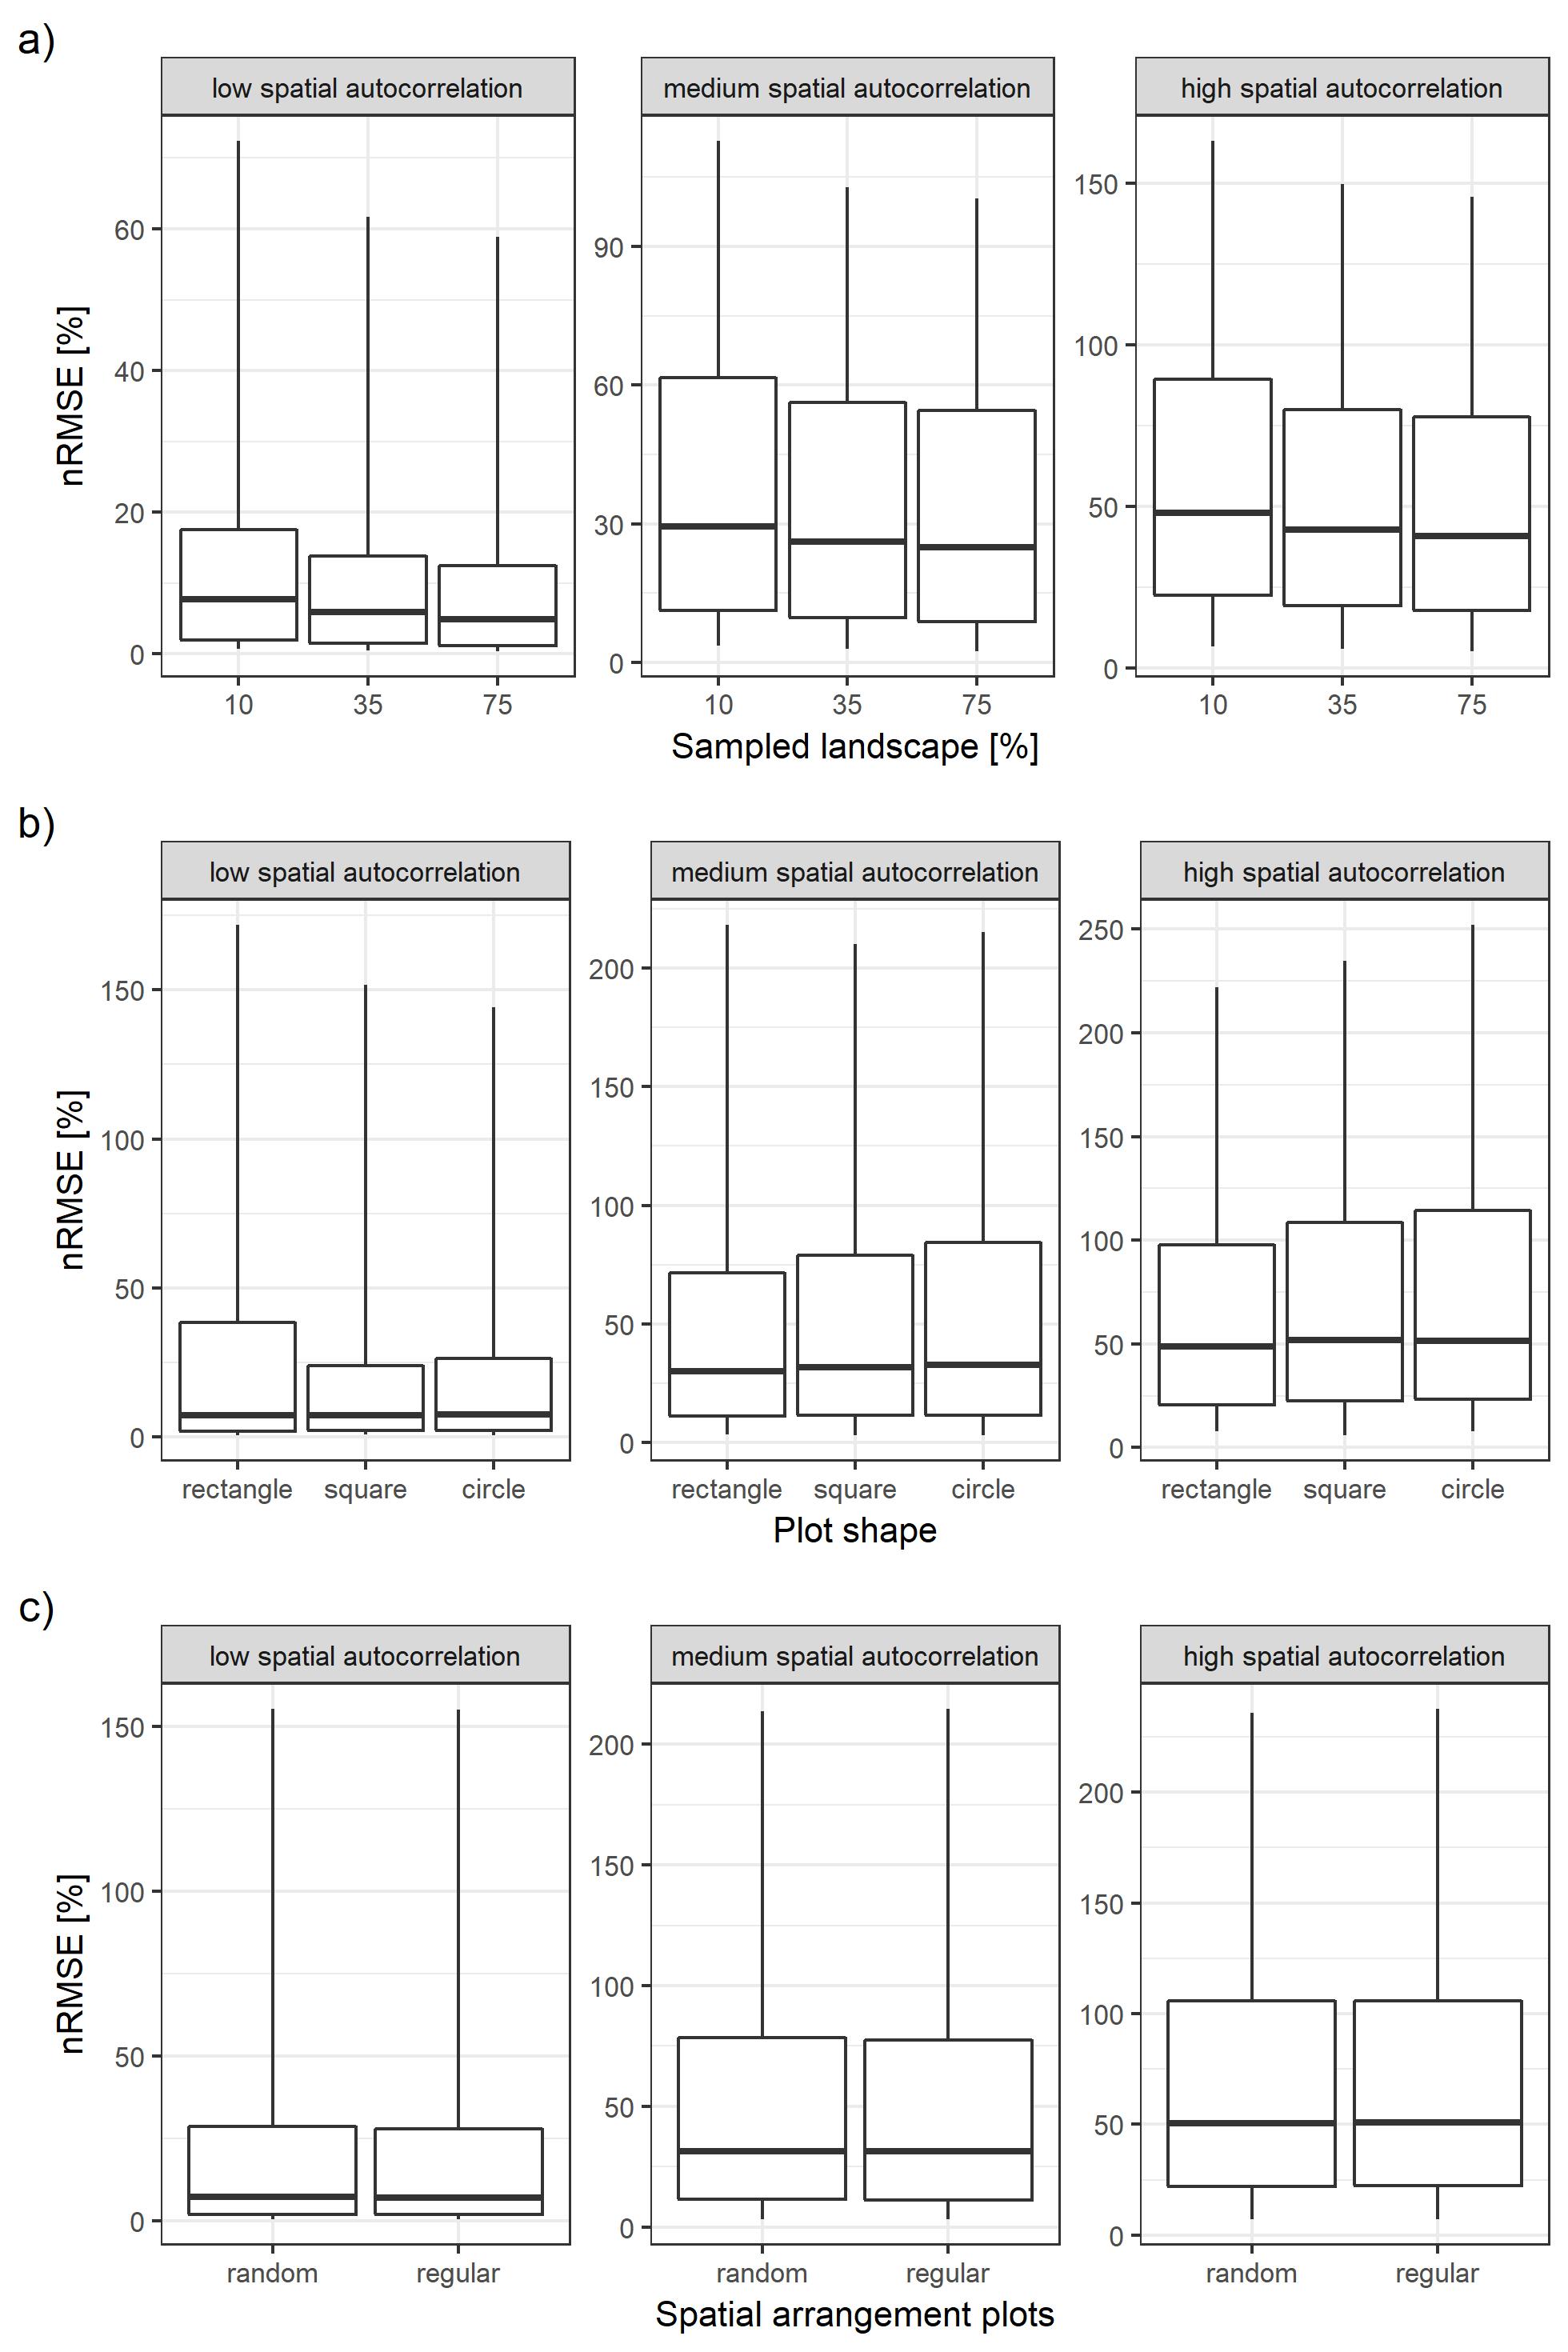 a)
low spatial autocorrelation
medium spatial autocorrelation
high spatial autocorrelation
nRMSE [%]
60
40
20
0
90
60
30
0
150
100
50
0
10 35 75
10 35 75
10 35 75
Sampled landscape [%]
b)
low spatial autocorrelation
medium spatial autocorrelation
high spatial autocorrelation
nRMSE [%]
150
100
50
0
200
150
100
50
0
250
200
150
100
50
0
rectangle square circle
rectangle square circle
rectangle square circle
Plot shape
c)
low spatial autocorrelation
medium spatial autocorrelation
high spatial autocorrelation
nRMSE [%]
150
100
50
0
200
150
100
50
0
200
150
100
50
0
random regular
random regular
random regular
Spatial arrangement plots